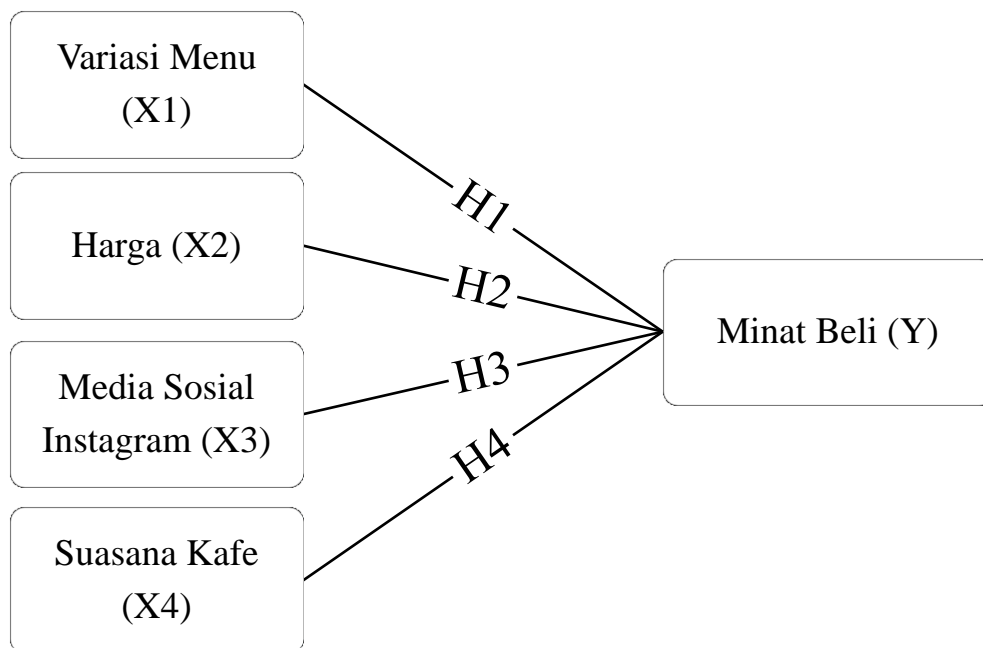 Variasi Menu
(X1)
H1
Harga (X2)
H2
Minat Beli (Y)
Media Sosial
Instagram (X3)
H3
H4
Suasana Kafe
(X4)